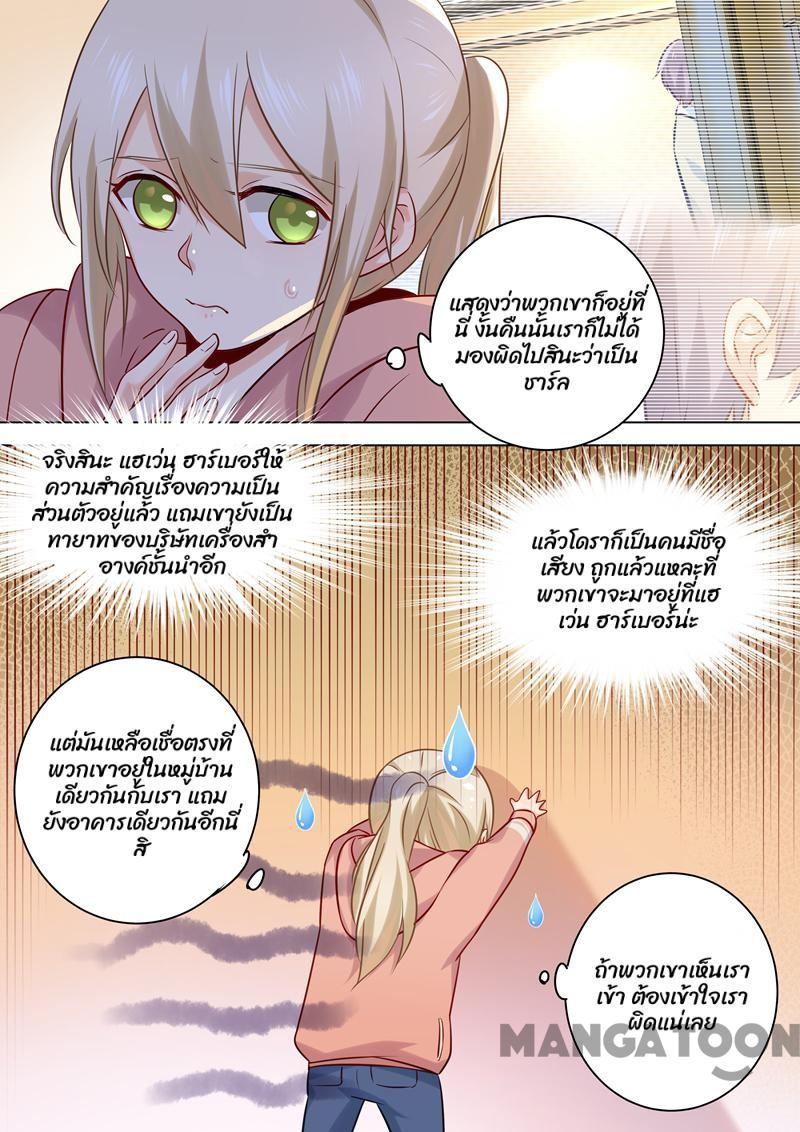 แสดงว่าพวกเขาก็อยู่ที่
นี่ งั้นคืนนั้นเราก็ไม่ได้
มองผิดไปสินะว่าเป็น
ชาร์ล
จริงสินะ แฮเว่น ฮาร์เบอร์ให้
ความสำคัญเรื่องความเป็น
ส่วนตัวอยู่แล้ว แถมเขายังเป็น
ทายาทของบริษัทเครื่องสำ
อางค์ชั้นนำอีก
แล้วโดราก็เป็นคนมีชื่อ
เสียง ถูกแล้วแหละที่
พวกเขาจะมาอยู่ที่แฮ
เว่น ฮาร์เบอร์น่ะ
แต่มันเหลือเชื่อตรงที่
พวกเขาอยู่ในหมู่บ้าน
เดียวกันกับเรา แถม
ยังอาคารเดียวกันอีกนี่
สิ
ถ้าพวกเขาเห็นเรา
เข้า ต้องเข้าใจเรา
ผิดแน่เลย
MANGATOON